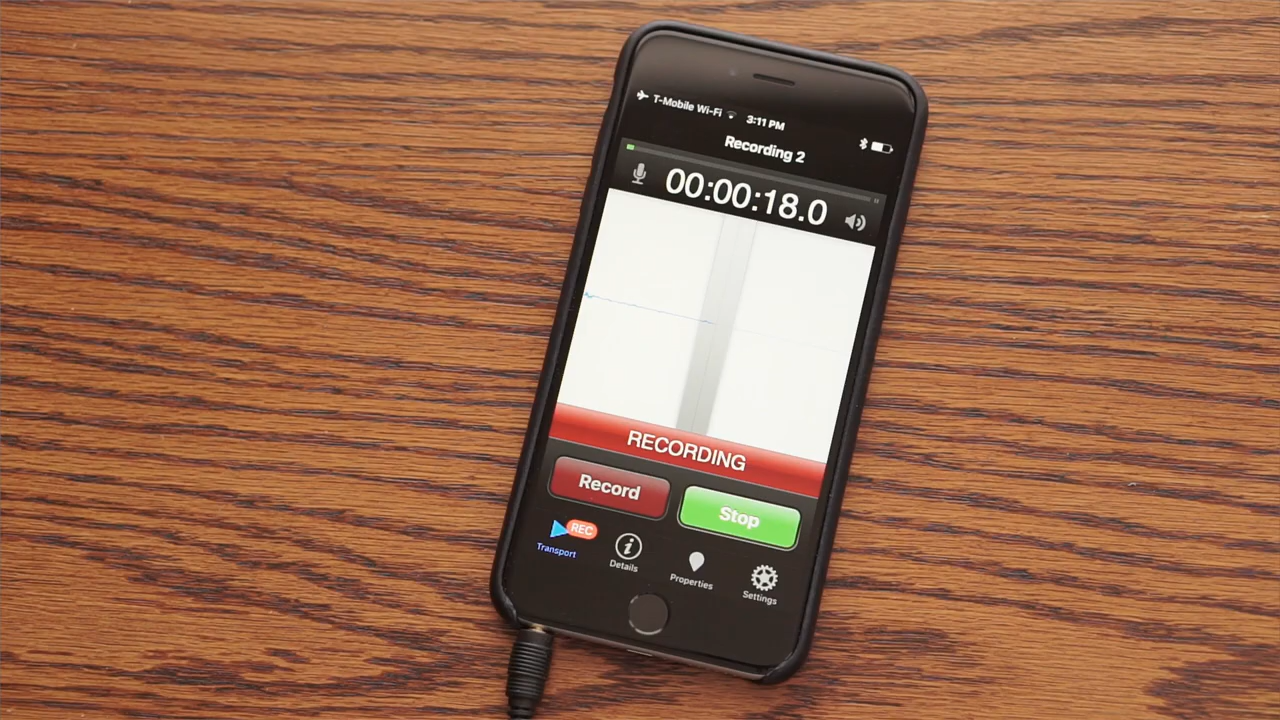 T-Mobile Wi-Fi 3:11 PM
Recording 2
00:00:18.0
RECORDING
Record Stop
REC
Transport Details Properties Settings